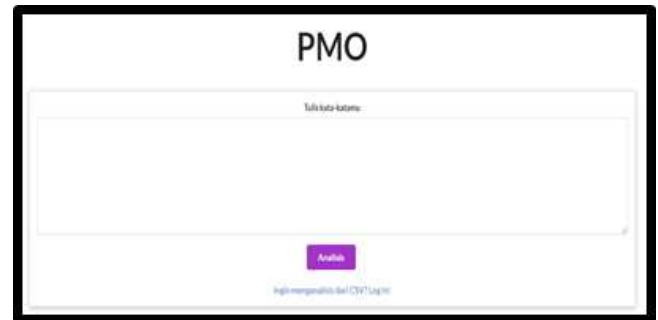 PMO
Tulis kata-katamu
Analisis
Ingin menganalisis dari CSV? Log in!